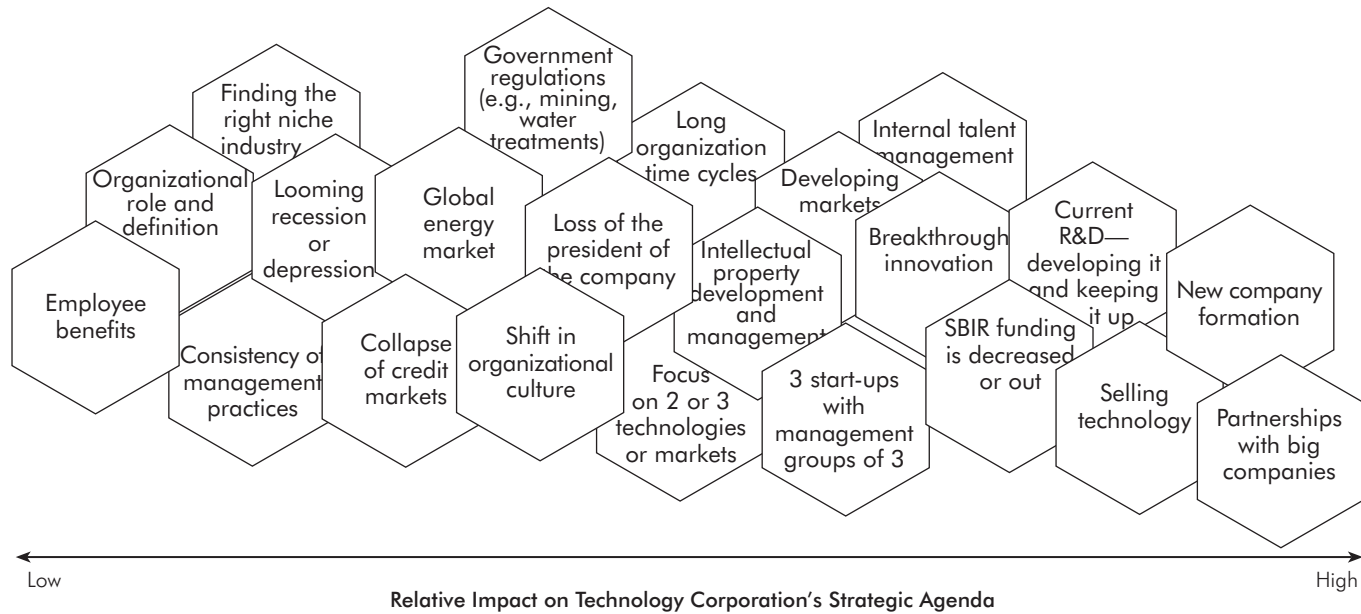 Government
regulations
(e.g., mining,
water
treatments)
Finding the
right niche
industry
Long
organization
time cycles
Internal talent
management
Organizational
role and
definition
Looming
recession
or
depression
Global
energy
market
Loss of the
president of
the company
Developing
markets
Intellectual
property
development
and
management
Breakthrough
innovation
Current
R&D—
developing it
and keeping
it up
New company
formation
Employee
benefits
Consistency of
management
practices
Collapse
of credit
markets
Shift in
organizational
culture
Focus
on 2 or 3
technologies
or markets
3 start-ups
with
management
groups of 3
SBIR funding
is decreased
or out
Selling
technology
Partnerships
with big
companies
Low
High
Relative Impact on Technology Corporation’s Strategic Agenda